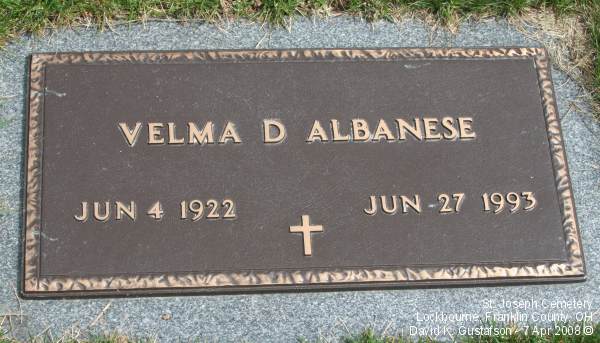 VELMA D ALBANESE
JUN 4 1922 JUN 27 1993
St. Joseph Cemetery
Lockbourne, Franklin County, OH
David K. Gustafson - 7 Apr 2008 ©